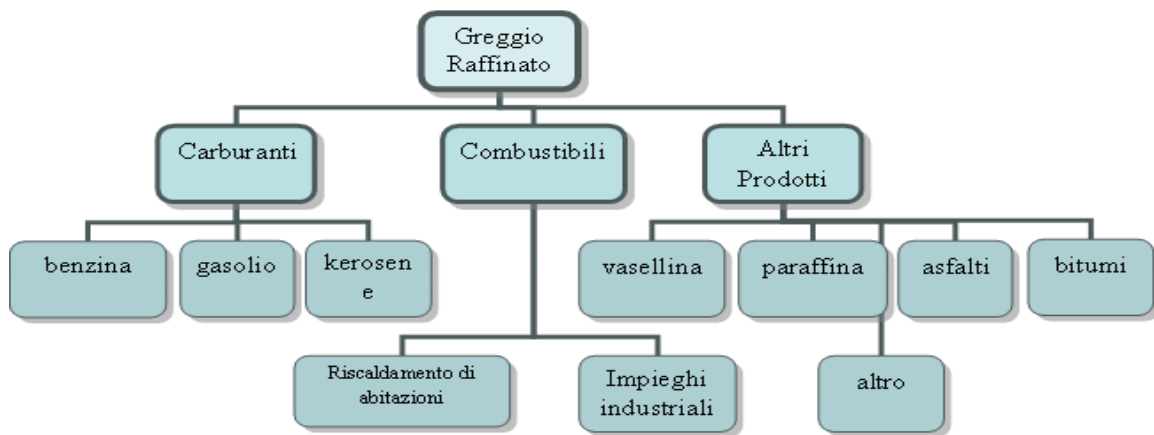 Greggio
Raffinato
Carburanti
Combustibili
Altri
Prodotti
benzina
gasolio
kerosen
e
vasellina
paraffina
asfalti
bitumi
Riscaldamento di
abitazioni
Impieghi
industriali
altro